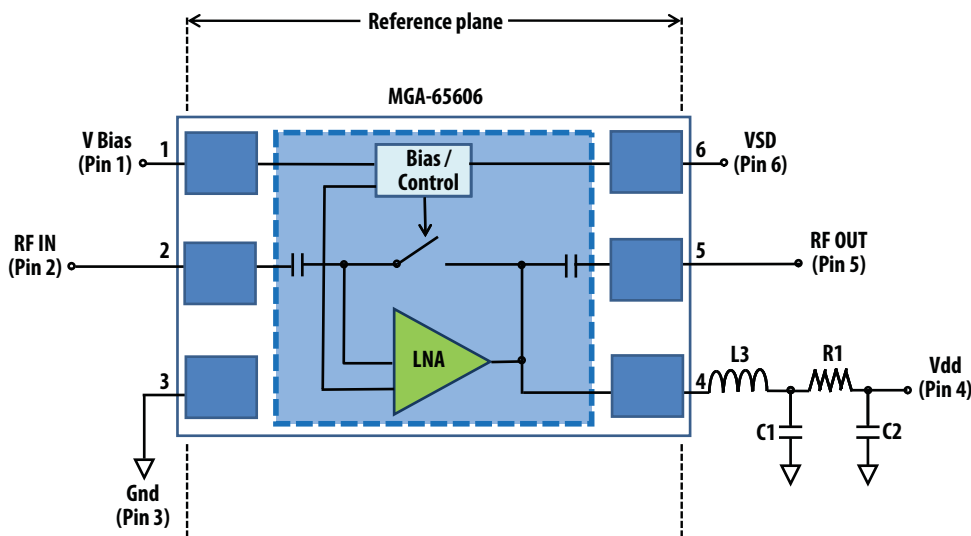 Reference plane
MGA-65606
V Bias
(Pin 1)
1
Bias /
Control
6
VSD
(Pin 6)
RF IN
(Pin 2)
2
5
RF OUT
(Pin 5)
LNA
3
4
L3
R1
Vdd
(Pin 4)
C1
C2
Gnd
(Pin 3)